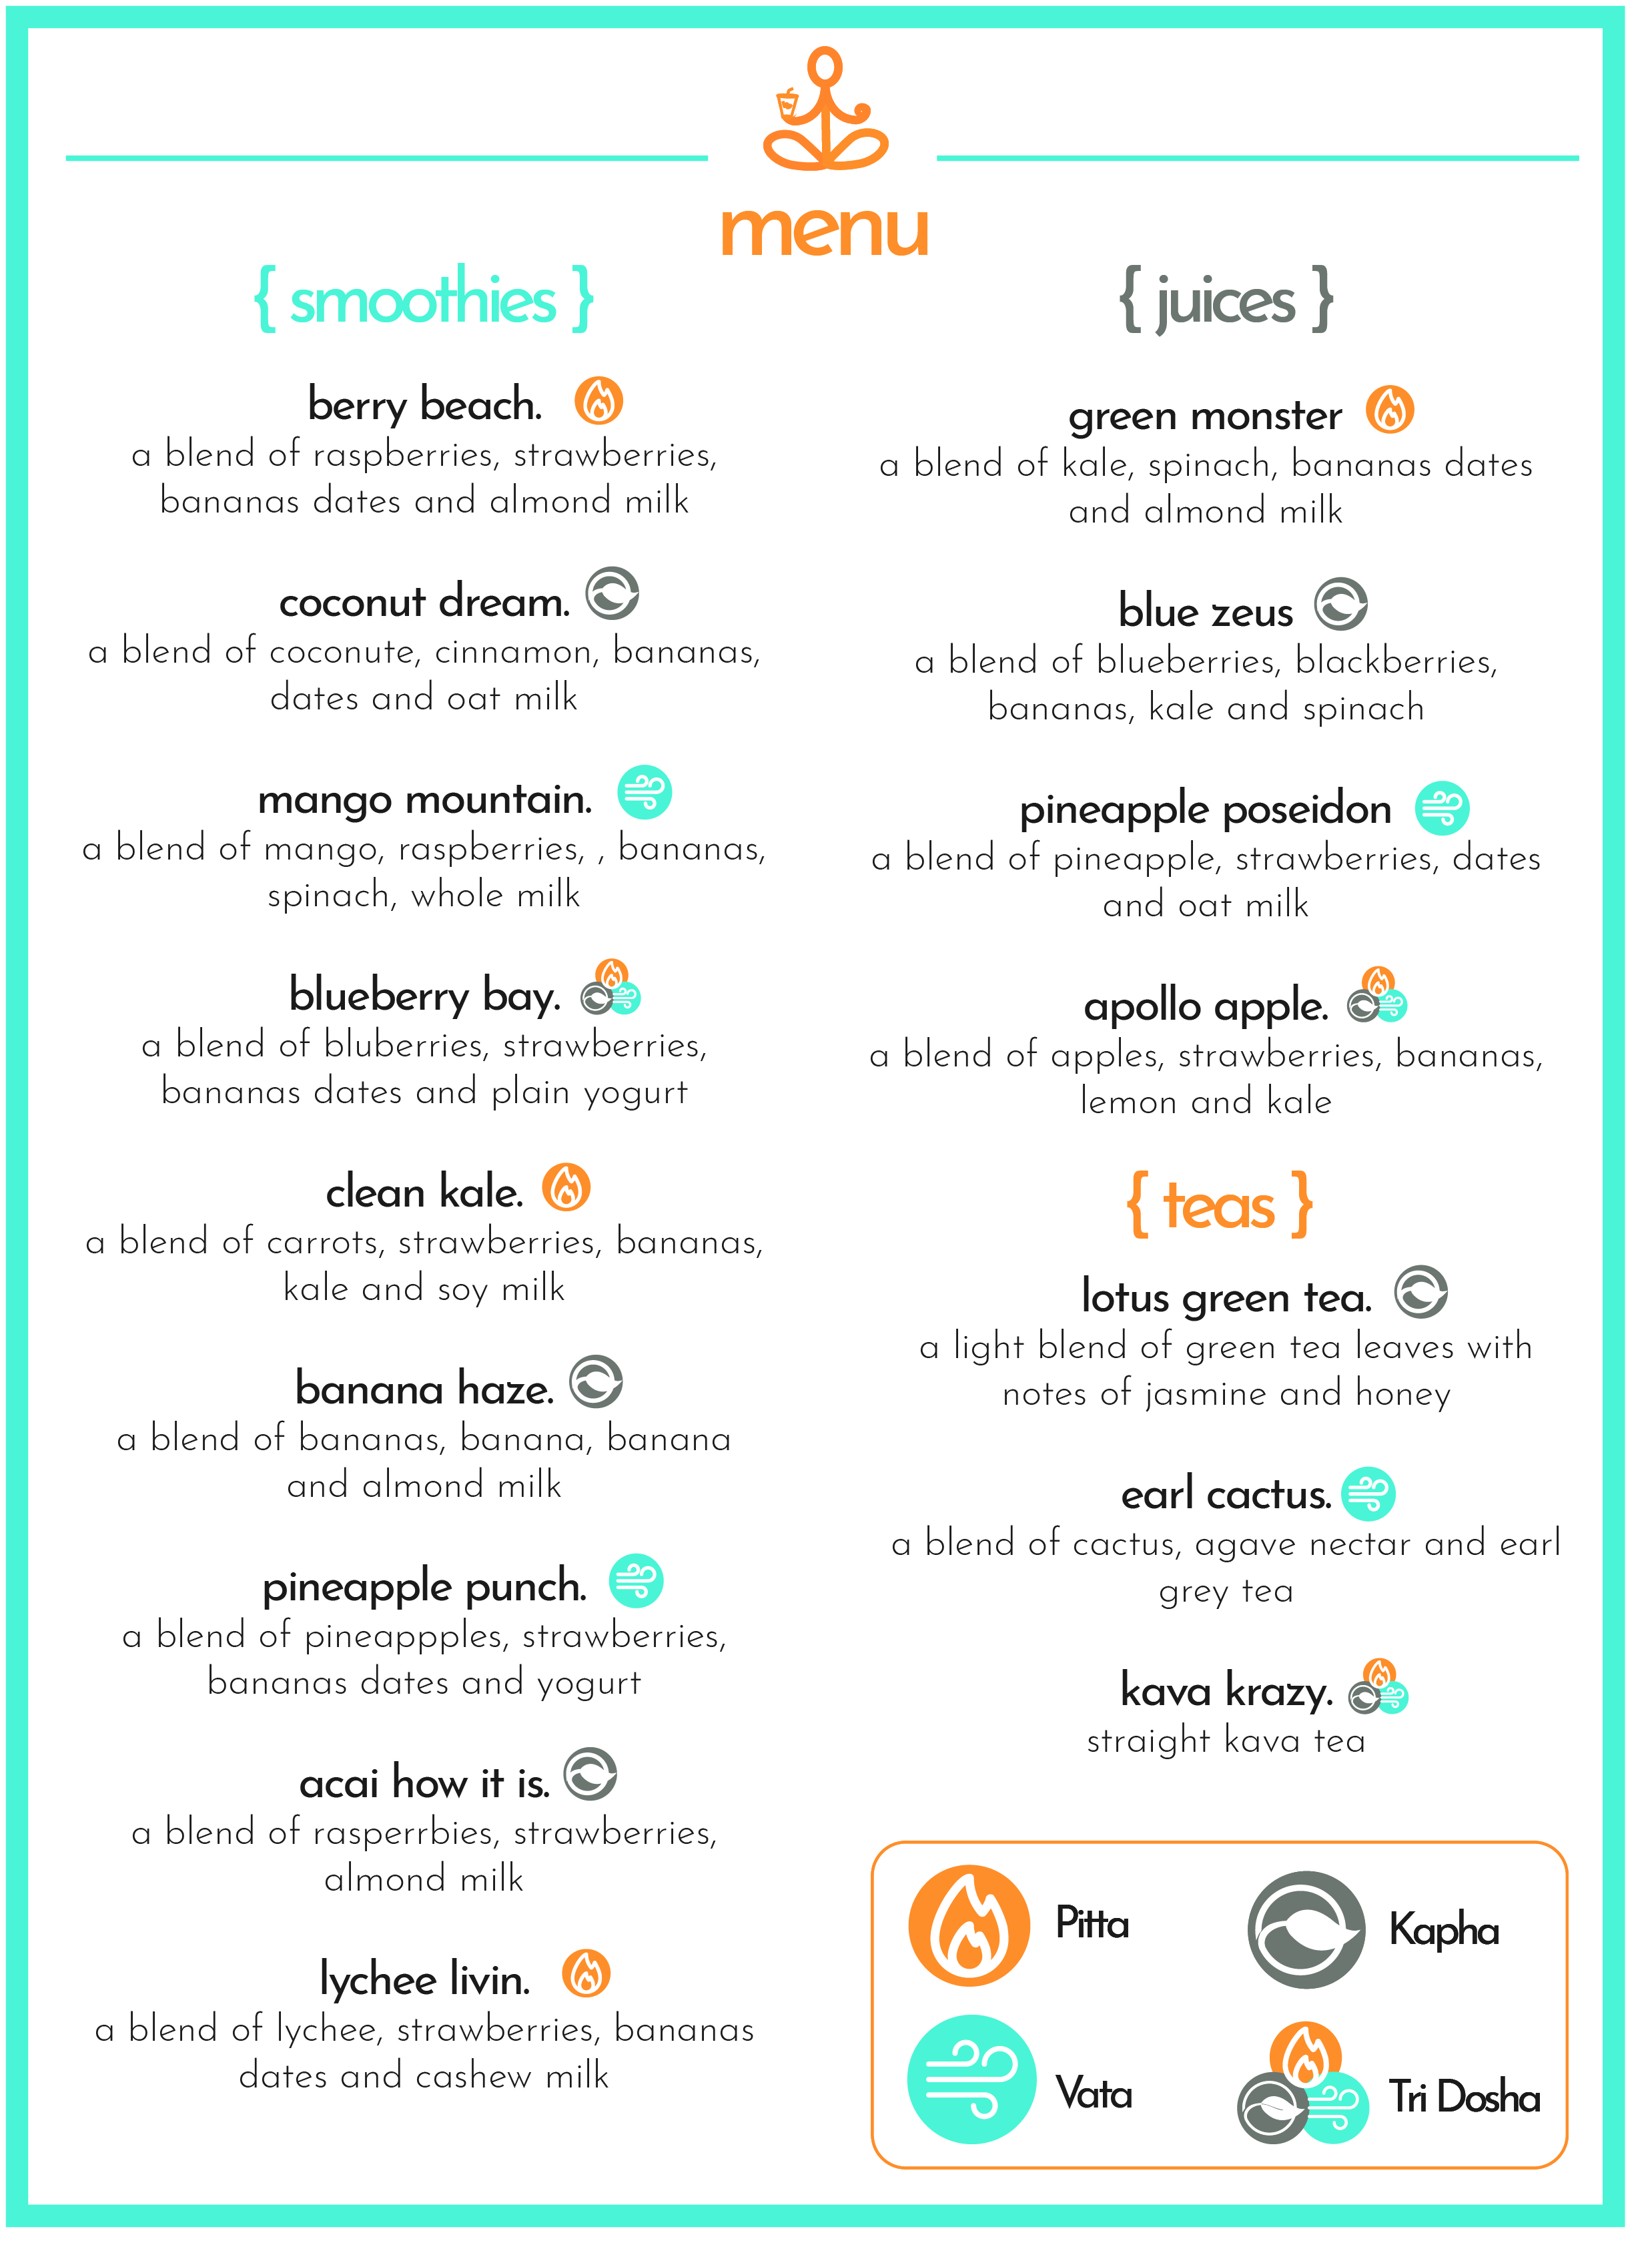 menu
{ smoothies }
berry beach.
a blend of raspberries, strawberries,
bananas dates and almond milk
coconut dream.
a blend of coconute, cinnamon, bananas,
dates and oat milk
mango mountain.
a blend of mango, raspberries, , bananas,
spinach, whole milk
blueberry bay.
a blend of bluberries, strawberries,
bananas dates and plain yogurt
clean kale.
a blend of carrots, strawberries, bananas,
kale and soy milk
banana haze.
a blend of bananas, banana, banana
and almond milk
pineapple punch.
a blend of pineappples, strawberries,
bananas dates and yogurt
acai how it is.
a blend of rasperrbies, strawberries,
almond milk
lychee livin.
a blend of lychee, strawberries, bananas
dates and cashew milk
{ juices }
green monster
a blend of kale, spinach, bananas dates
and almond milk
blue zeus
a blend of blueberries, blackberries,
bananas, kale and spinach
pineapple poseidon
a blend of pineapple, strawberries, dates
and oat milk
apollo apple.
a blend of apples, strawberries, bananas,
lemon and kale
{ teas }
lotus green tea.
a light blend of green tea leaves with
notes of jasmine and honey
earl cactus.
a blend of cactus, agave nectar and earl
grey tea
kava krazy.
straight kava tea
Pitta
Kapha
Vata
Tri Dosha